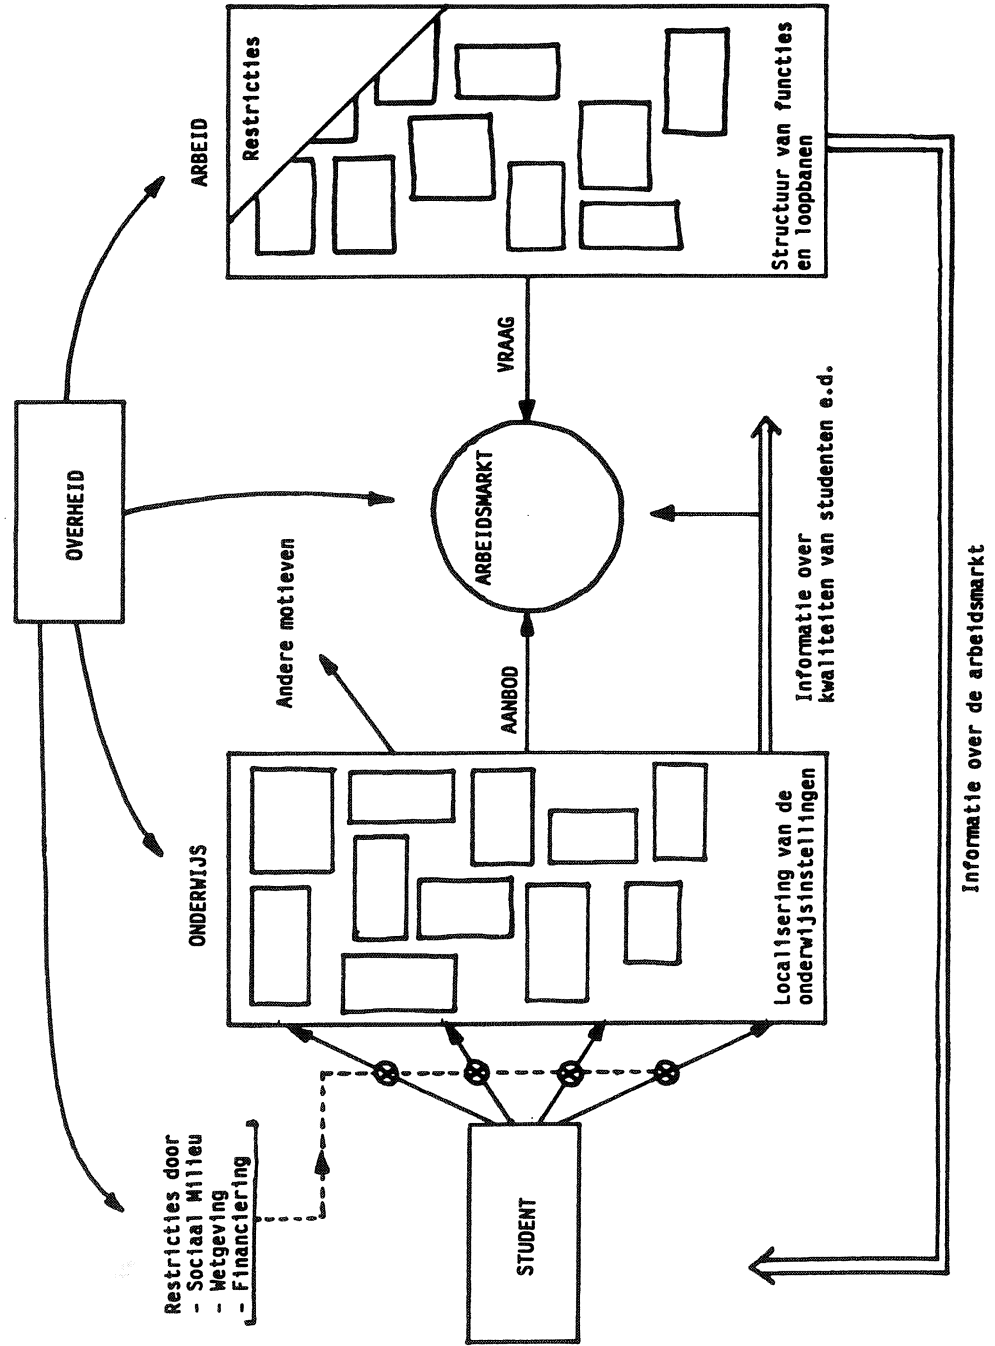 OVERHEID
Restricties door
- Sociaal Milieu
- Wetgeving
- Financiering
ONDERWIJS
Andere motieven
ARBEID
Restricties
STUDENT
AANBOD
ARBEIDSMARKT
VRAAG
Localisering van de
onderwijsinstellingen
Informatie over
kwaliteiten van studenten e.d.
Structuur van functies
en loopbanen
Informatie over de arbeidsmarkt